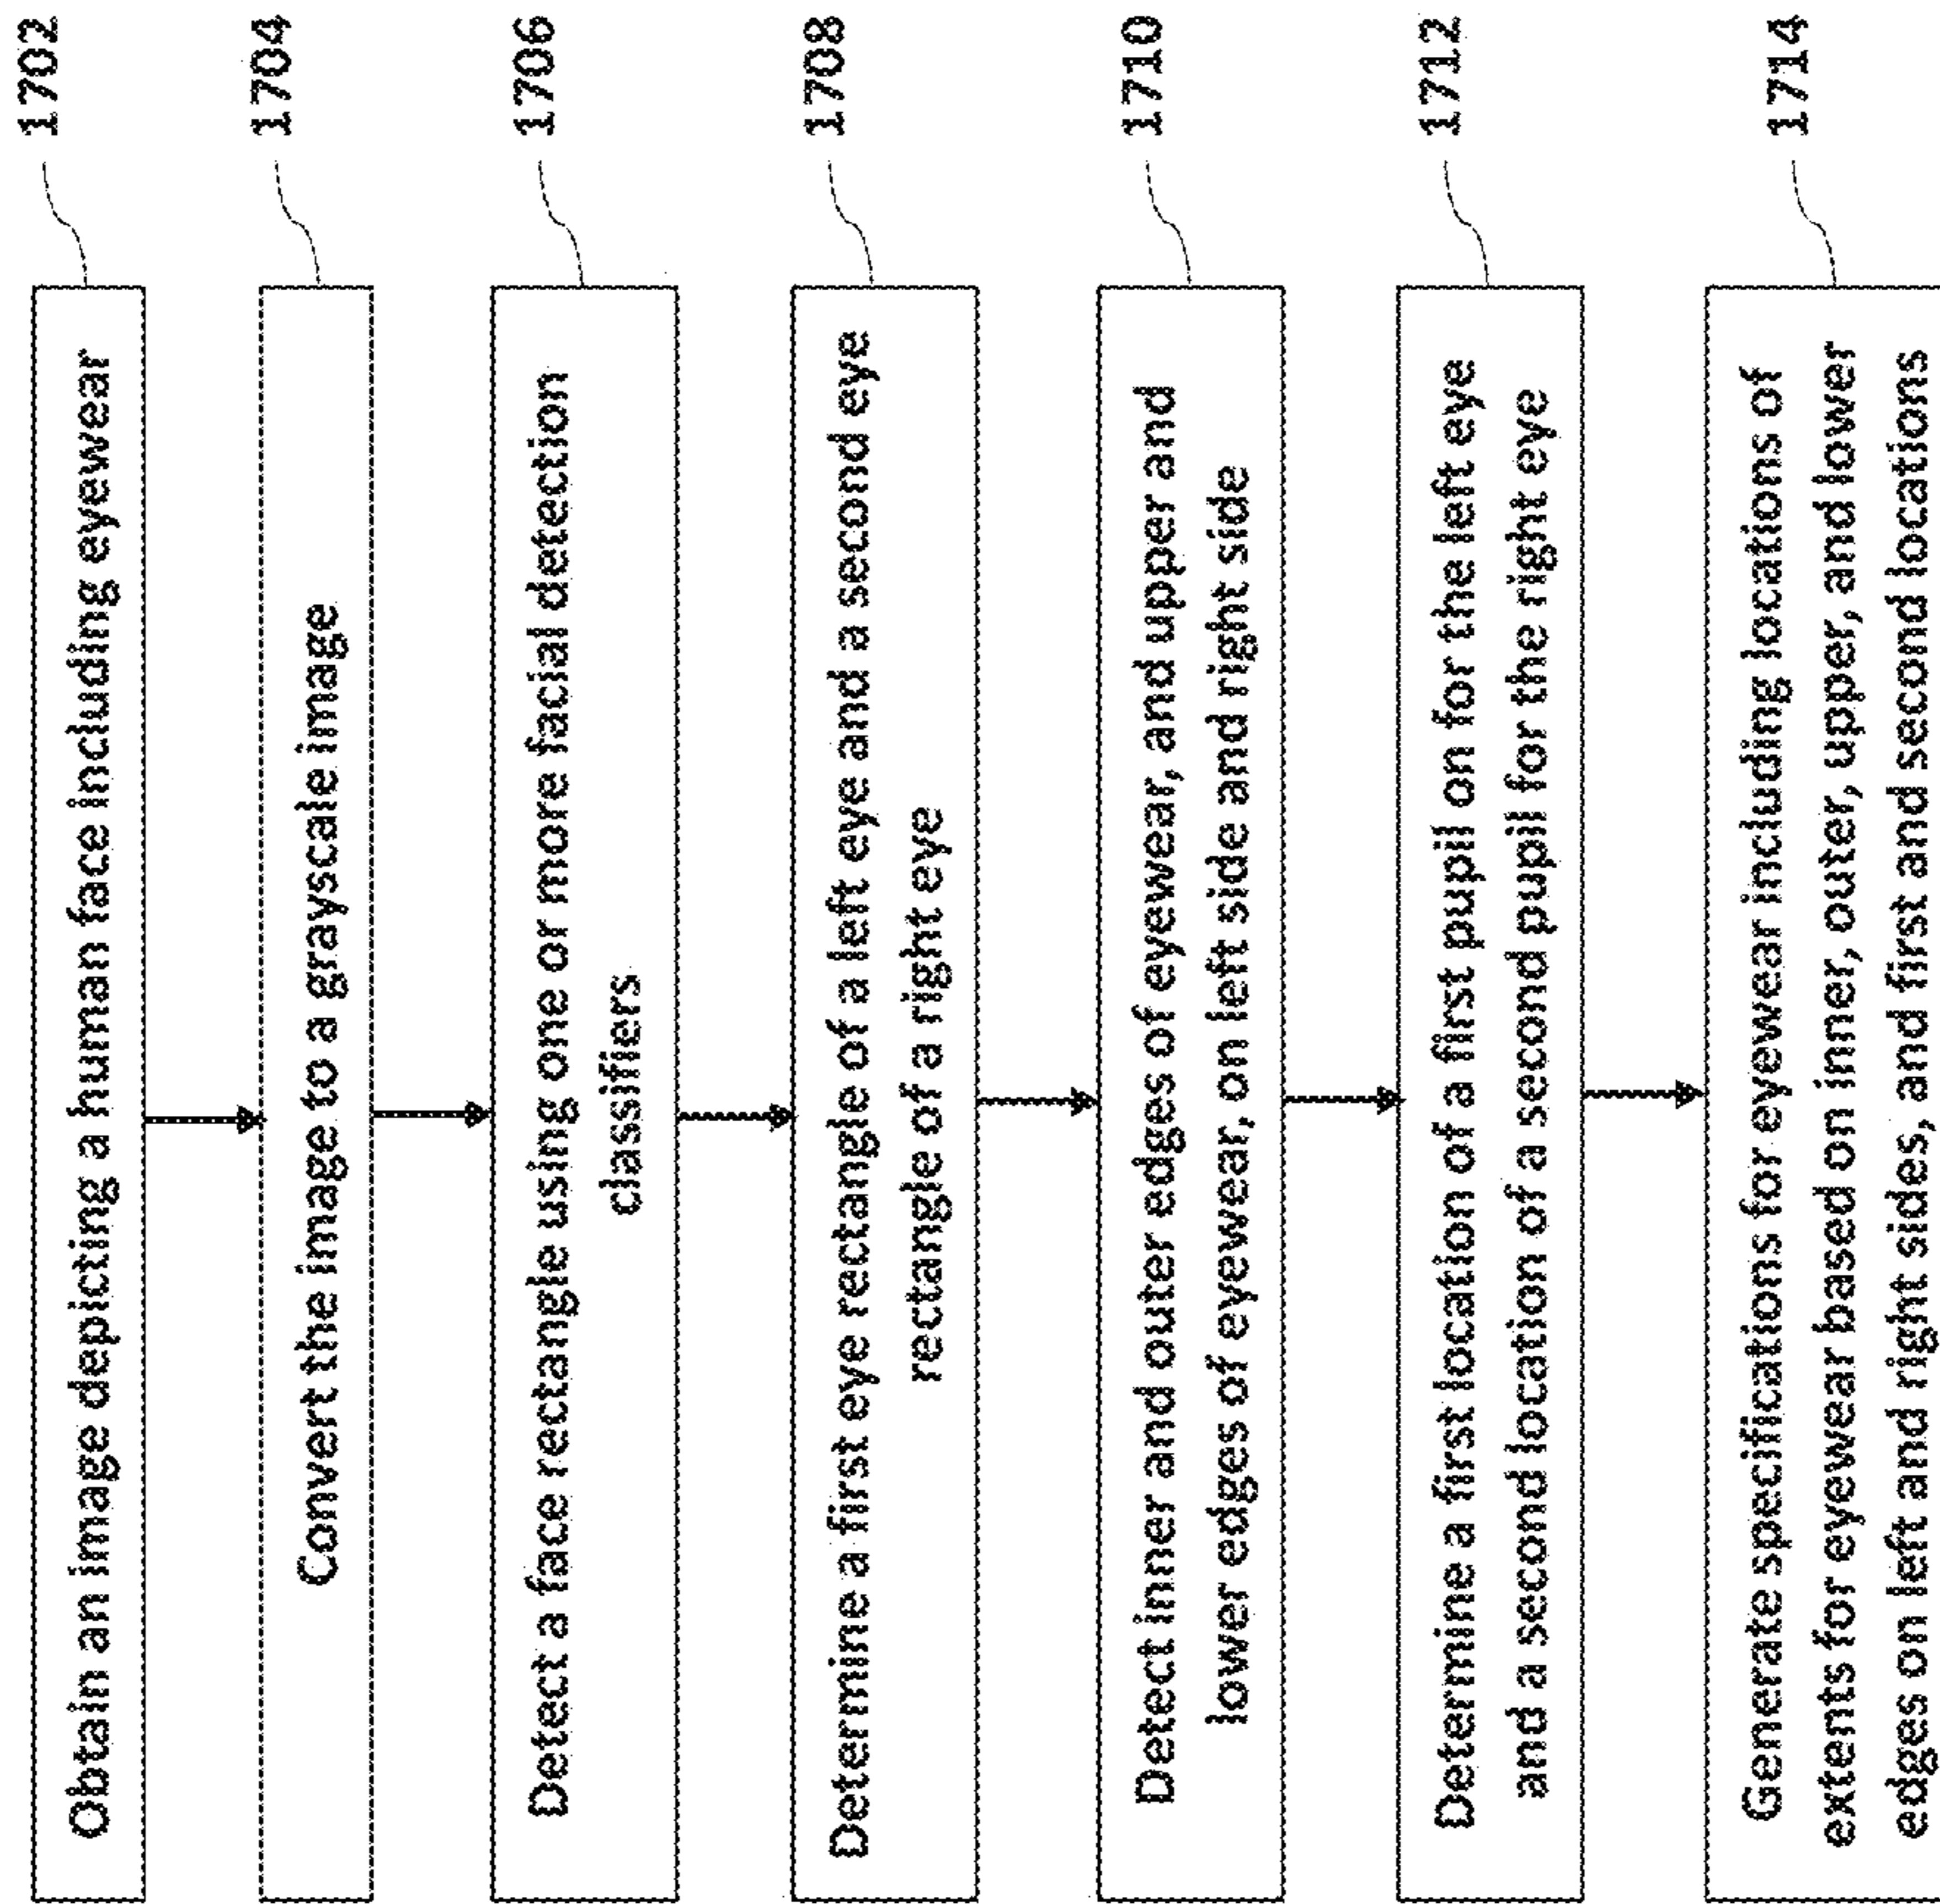 Obtain an image depicting a human face including eyewear
1702
Convert the image to a grayscale image
1704
Detect a face rectangle using one or more facial detection
classifiers
1706
Determine a first eye rectangle of a left eye and a second eye
rectangle of a right eye
1708
Detect inner and outer edges of eyewear, and upper and
lower edges of eyewear, on left side and right side
1710
Determine a first location of a first pupil on for the left eye
and a second location of a second pupil for the right eye
1712
Generate specifications for eyewear including locations of
extents for eyewear based on inner, outer, upper, and lower
edges on left and right sides, and first and second locations
1714